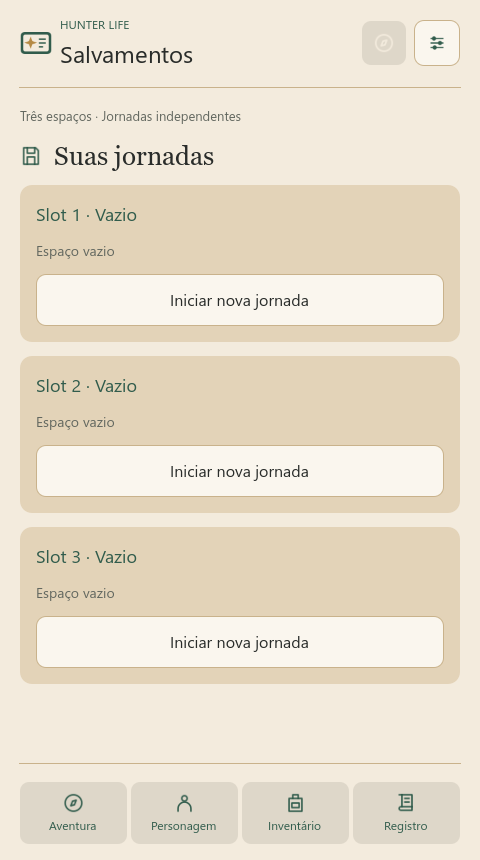 HUNTER LIFE
Salvamentos
Três espaços · Jornadas independentes
Suas jornadas
Slot 1 · Vazio
Espaço vazio
Iniciar nova jornada
Slot 2 · Vazio
Espaço vazio
Iniciar nova jornada
Slot 3 · Vazio
Espaço vazio
Iniciar nova jornada
Aventura
Personagem
Inventário
Registro